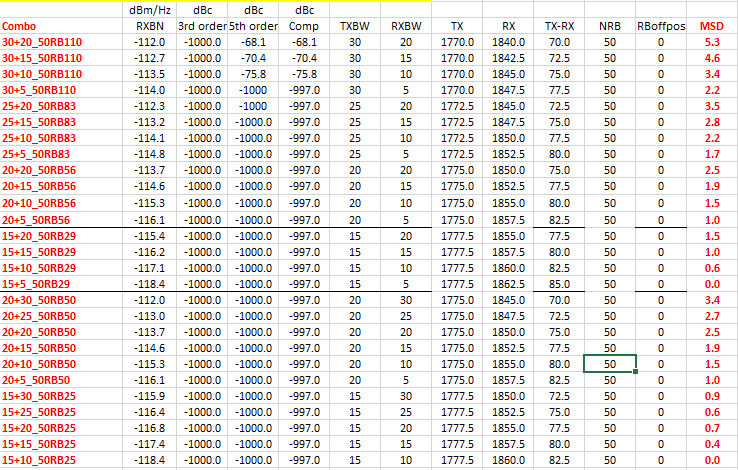 dBm/Hz dBc dBc dBc
Combo RXBN 3rd order 5th order Comp TXBW RXBW TX RX TX-RX NRB RBoffpos MSD
30+20_50RB110 -112.0 -1000.0 -68.1 -68.1 30 20 1770.0 1840.0 70.0 50 0 5.3
30+15_50RB110 -112.7 -1000.0 -70.4 -70.4 30 15 1770.0 1842.5 72.5 50 0 4.6
30+10_50RB110 -113.5 -1000.0 -75.8 -75.8 30 10 1770.0 1845.0 75.0 50 0 3.4
30+5_50RB110 -114.0 -1000.0 -1000 -997.0 30 5 1770.0 1847.5 77.5 50 0 2.2
25+20_50RB83 -112.3 -1000.0 -1000 -997.0 25 20 1772.5 1845.0 72.5 50 0 3.5
25+15_50RB83 -113.2 -1000.0 -1000.0 -997.0 25 15 1772.5 1847.5 75.0 50 0 2.8
25+10_50RB83 -114.1 -1000.0 -1000.0 -997.0 25 10 1772.5 1850.0 77.5 50 0 2.2
25+5_50RB83 -114.8 -1000.0 -1000.0 -997.0 25 5 1772.5 1852.5 80.0 50 0 1.7
20+20_50RB56 -113.7 -1000.0 -1000.0 -997.0 20 20 1775.0 1850.0 75.0 50 0 2.5
20+15_50RB56 -114.6 -1000.0 -1000.0 -997.0 20 15 1775.0 1852.5 77.5 50 0 1.9
20+10_50RB56 -115.3 -1000.0 -1000.0 -997.0 20 10 1775.0 1855.0 80.0 50 0 1.5
20+5_50RB56 -116.1 -1000.0 -1000.0 -997.0 20 5 1775.0 1857.5 82.5 50 0 1.0
15+20_50RB29 -115.4 -1000.0 -1000.0 -997.0 15 20 1777.5 1855.0 77.5 50 0 1.5
15+15_50RB29 -116.2 -1000.0 -1000.0 -997.0 15 15 1777.5 1857.5 80.0 50 0 1.0
15+10_50RB29 -117.1 -1000.0 -1000.0 -997.0 15 10 1777.5 1860.0 82.5 50 0 0.6
15+5_50RB29 -118.4 -1000.0 -1000.0 -997.0 15 5 1777.5 1862.5 85.0 50 0 0.0
20+30_50RB50 -112.0 -1000.0 -1000.0 -997.0 20 30 1775.0 1845.0 70.0 50 0 3.4
20+25_50RB50 -113.0 -1000.0 -1000.0 -997.0 20 25 1775.0 1847.5 72.5 50 0 2.7
20+20_50RB50 -113.7 -1000.0 -1000.0 -997.0 20 20 1775.0 1850.0 75.0 50 0 2.5
20+15_50RB50 -114.6 -1000.0 -1000.0 -997.0 20 15 1775.0 1852.5 77.5 50 0 1.9
20+10_50RB50 -115.3 -1000.0 -1000.0 -997.0 20 10 1775.0 1855.0 80.0 50 0 1.5
20+5_50RB50 -116.1 -1000.0 -1000.0 -997.0 20 5 1775.0 1857.5 82.5 50 0 1.0
15+30_50RB25 -115.9 -1000.0 -1000.0 -997.0 15 30 1777.5 1850.0 72.5 50 0 0.9
15+25_50RB25 -116.4 -1000.0 -1000.0 -997.0 15 25 1777.5 1852.5 75.0 50 0 0.6
15+20_50RB25 -116.8 -1000.0 -1000.0 -997.0 15 20 1777.5 1855.0 77.5 50 0 0.7
15+15_50RB25 -117.4 -1000.0 -1000.0 -997.0 15 15 1777.5 1857.5 80.0 50 0 0.4
15+10_50RB25 -118.4 -1000.0 -1000.0 -997.0 15 10 1777.5 1860.0 82.5 50 0 0.0